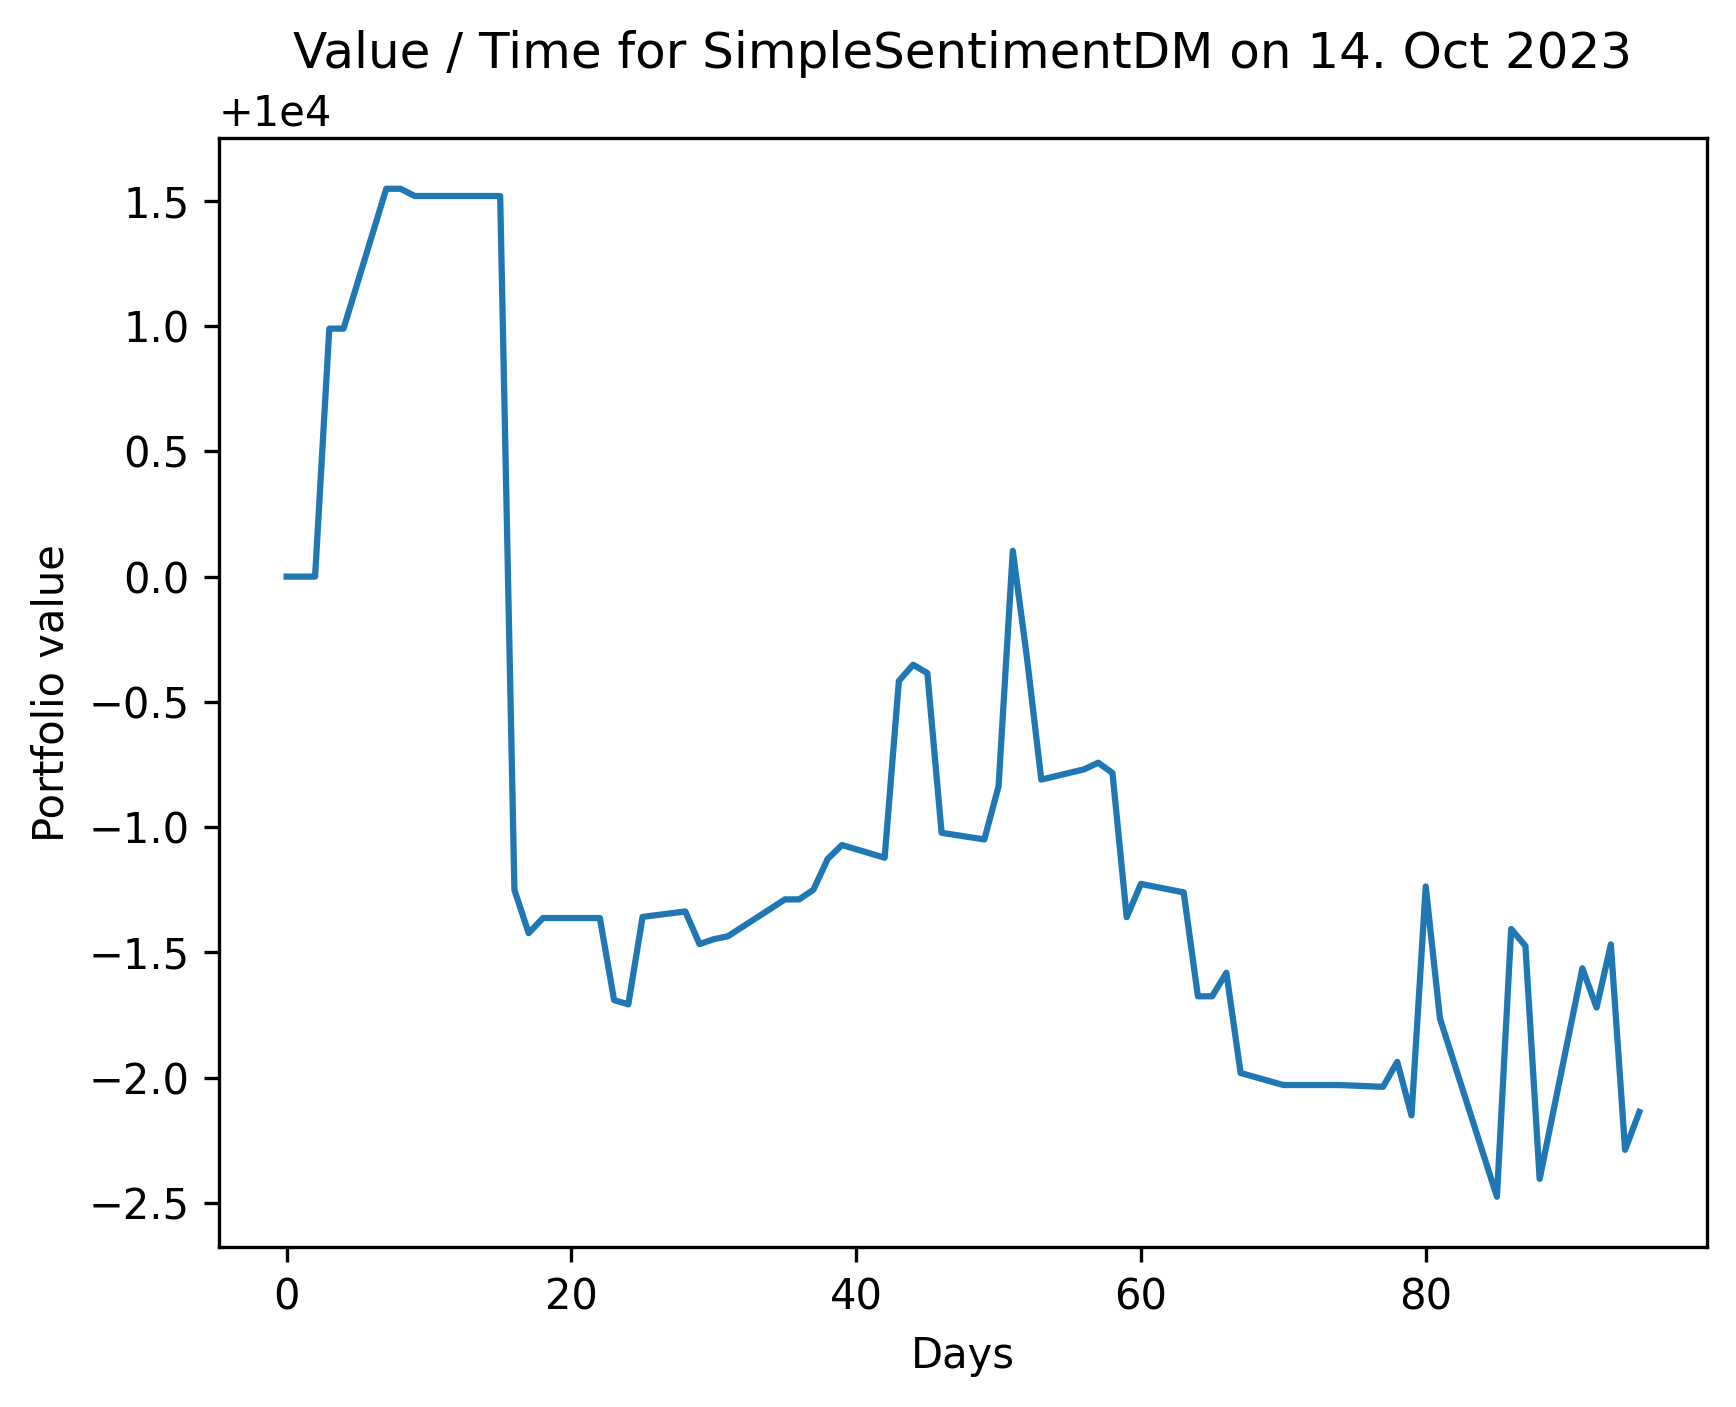 Value / Time for SimpleSentimentDM on 14. Oct 2023
+1e4
1.5
1.0
0.5
0.0
−0.5
−1.0
−1.5
−2.0
−2.5
Portfolio value
0 20 40 60 80
Days